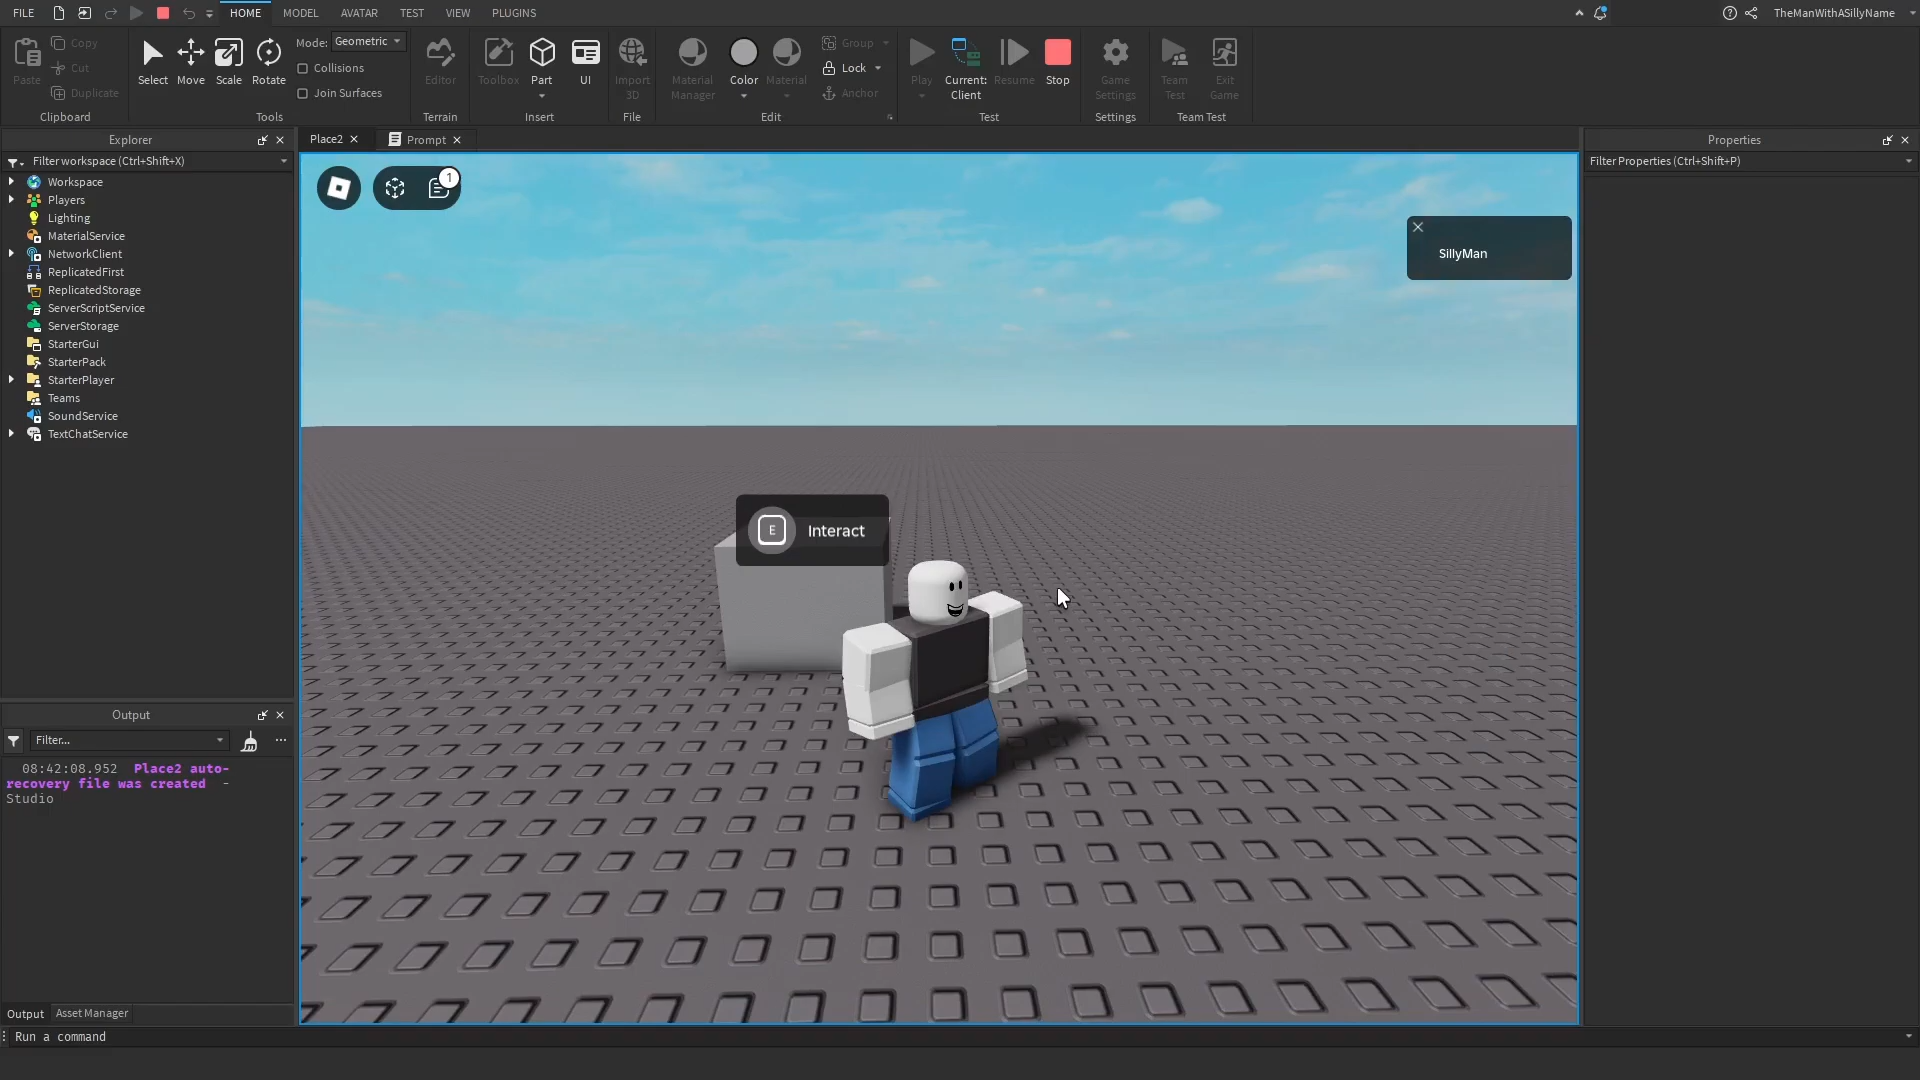 FILE
HOME
MODEL
AVATAR
TEST
VIEW
PLUGINS
TheManWithASillyName
Paste
Copy
Cut
Duplicate
Clipboard
Select
Move
Scale
Rotate
Mode:
Geometric
Collisions
Join Surfaces
Tools
Editor
Terrain
Toolbox
Part
UI
Insert
Import
3D
File
Material
Manager
Color
Material
Group
Lock
Anchor
Edit
Play
Current:
Client
Resume
Stop
Test
Game
Settings
Settings
Team
Test
Exit
Game
Team Test
Explorer
Filter workspace (Ctrl+Shift+X)
Workspace
Players
Lighting
MaterialService
NetworkClient
ReplicatedFirst
ReplicatedStorage
ServerScriptService
ServerStorage
StarterGui
StarterPack
StarterPlayer
Teams
SoundService
TextChatService
Output
Filter...
08:42:08.952 Place2 auto-
recovery file was created -
Studio
Output
Asset Manager
Run a command
Place2
Prompt
1
SillyMan
E
Interact
Properties
Filter Properties (Ctrl+Shift+P)